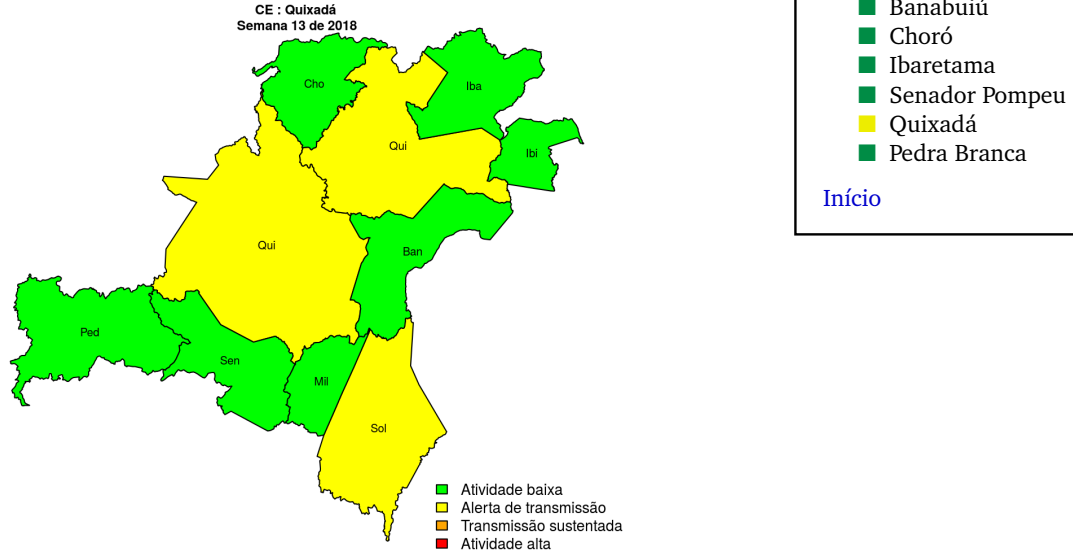 CE : Quixadá
Semana 13 de 2018
Cho
Iba
Qui
Ibi
Qui
Ban
Ped
Sen
Mil
Sol
Atividade baixa
Alerta de transmissão
Transmissão sustentada
Atividade alta
Banabuiú
Choró
Ibaretama
Senador Pompeu
Quixadá
Pedra Branca
Início